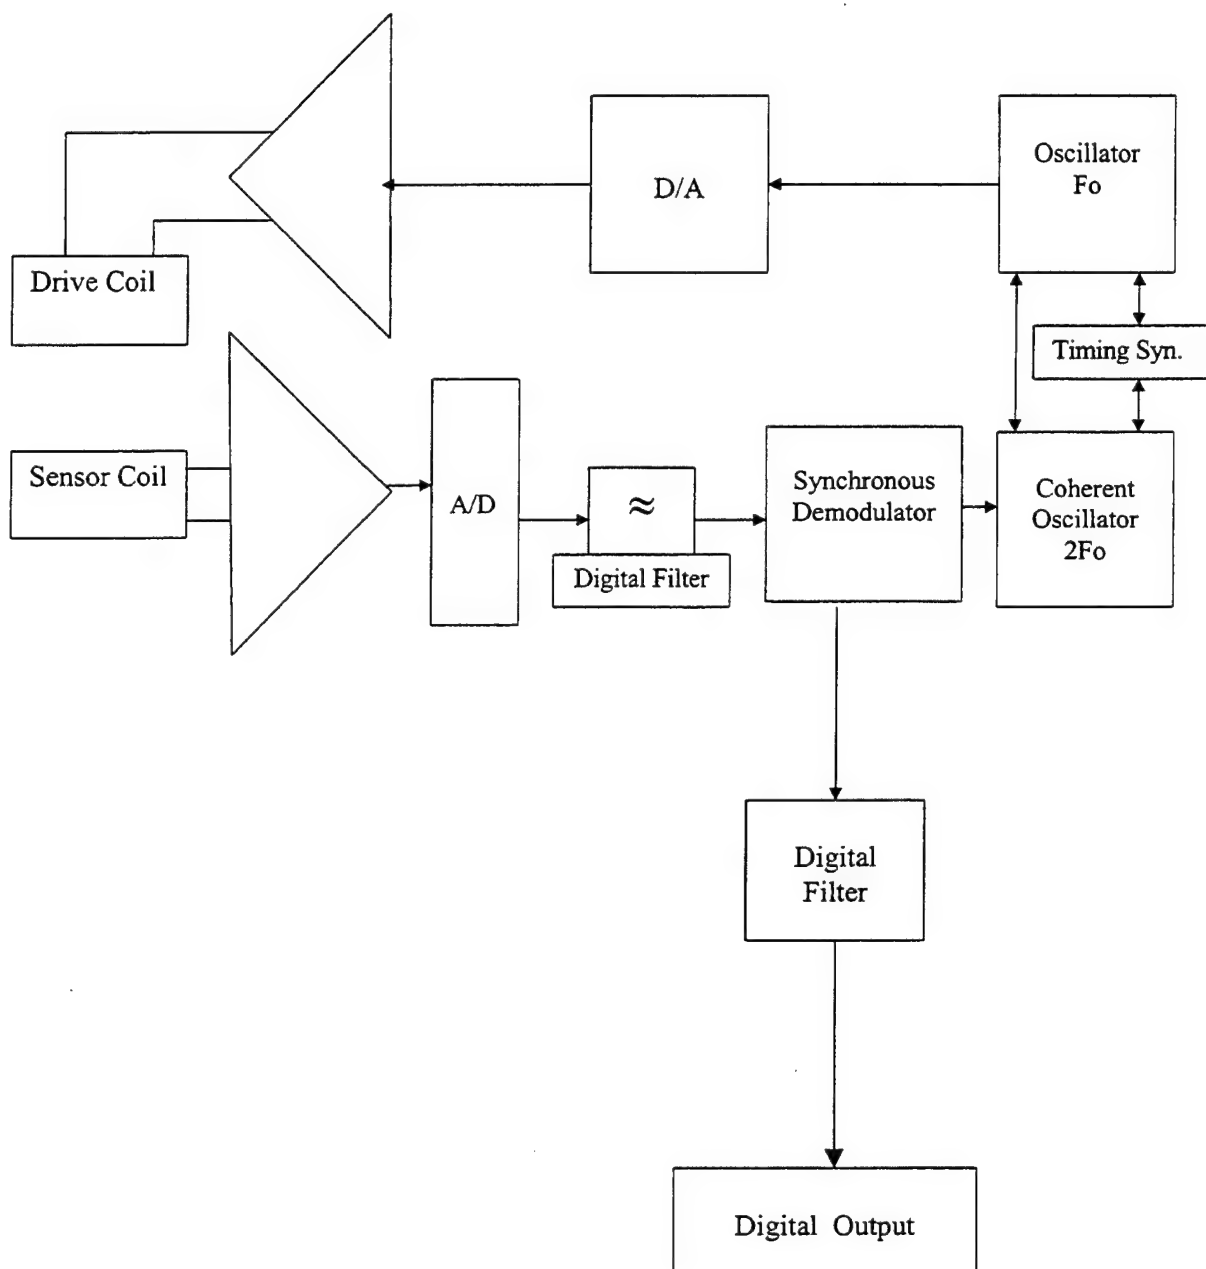 Oscillator
Fo
D/A
Drive Coil
Timing Syn.
Sensor Coil
A/D
≈
Digital Filter
Synchronous
Demodulator
Coherent
Oscillator
2Fo
Digital
Filter
Digital Output